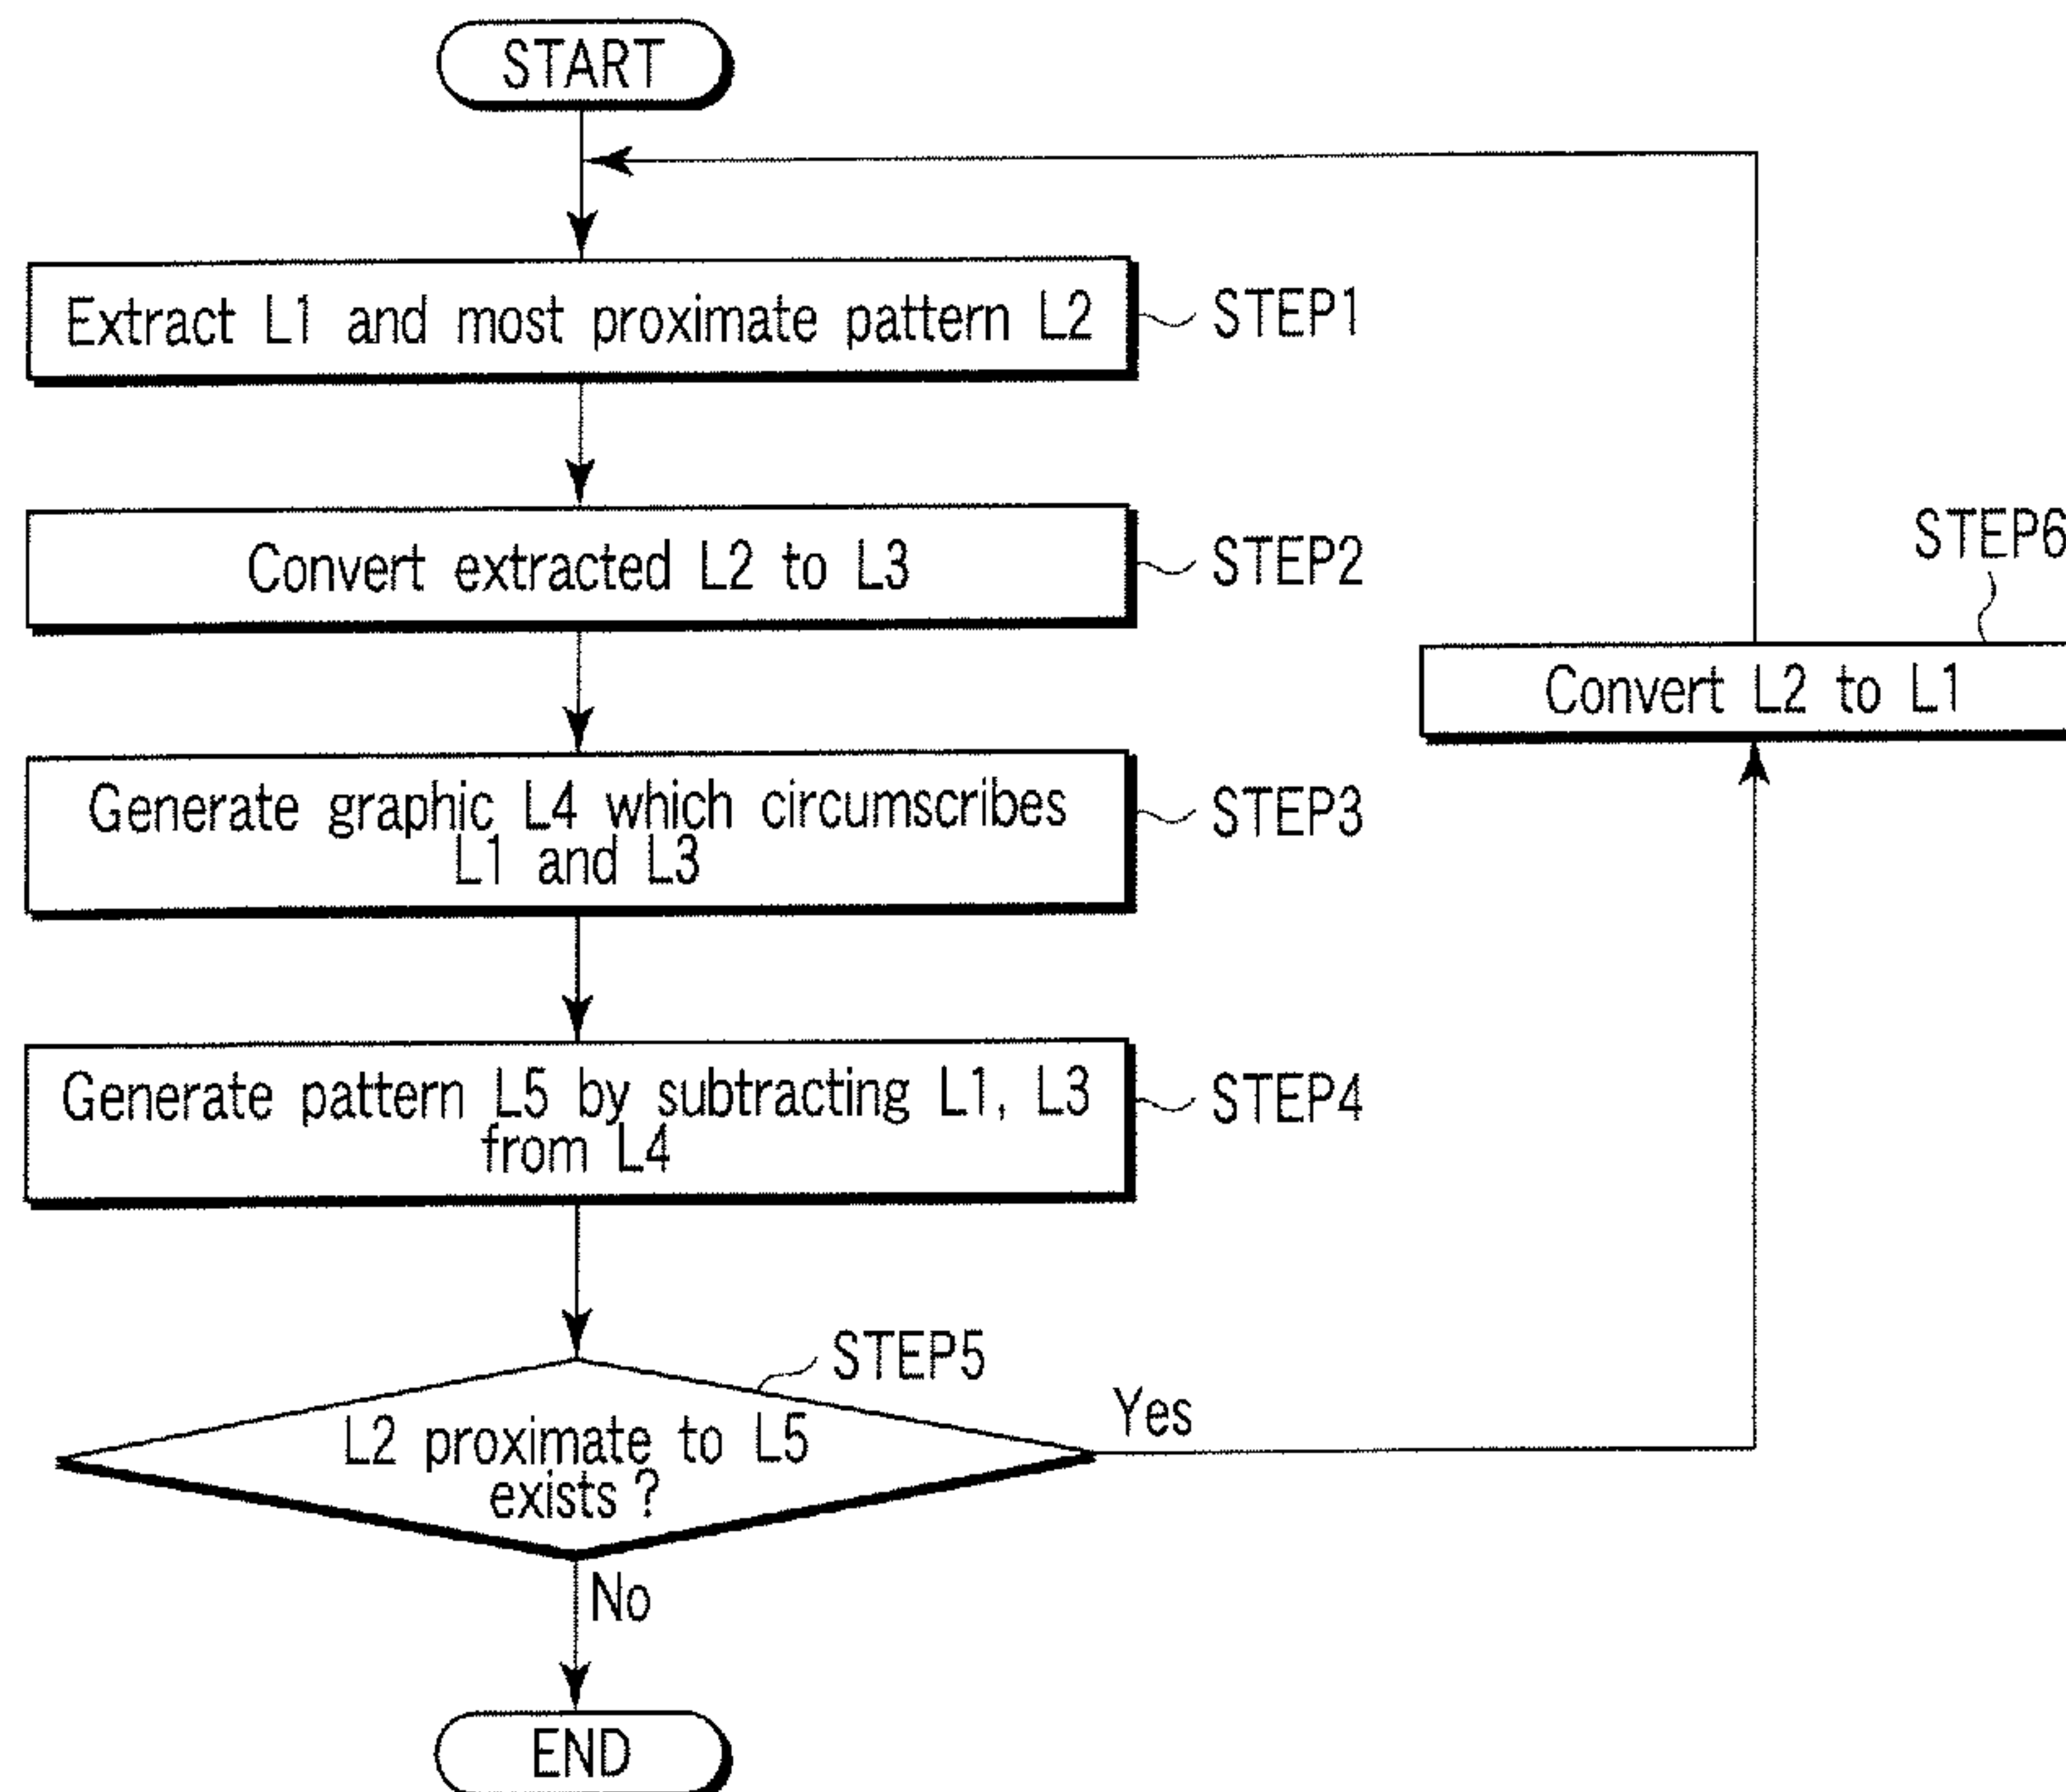 START
Extract L1 and most proximate pattern L2
STEP1
Convert extracted L2 to L3
STEP2
STEP6
Convert L2 to L1
Generate graphic L4 which circumscribes
L1 and L3
STEP3
Generate pattern L5 by subtracting L1, L3
from L4
STEP4
STEP5
L2 proximate to L5
exists ?
Yes
No
END